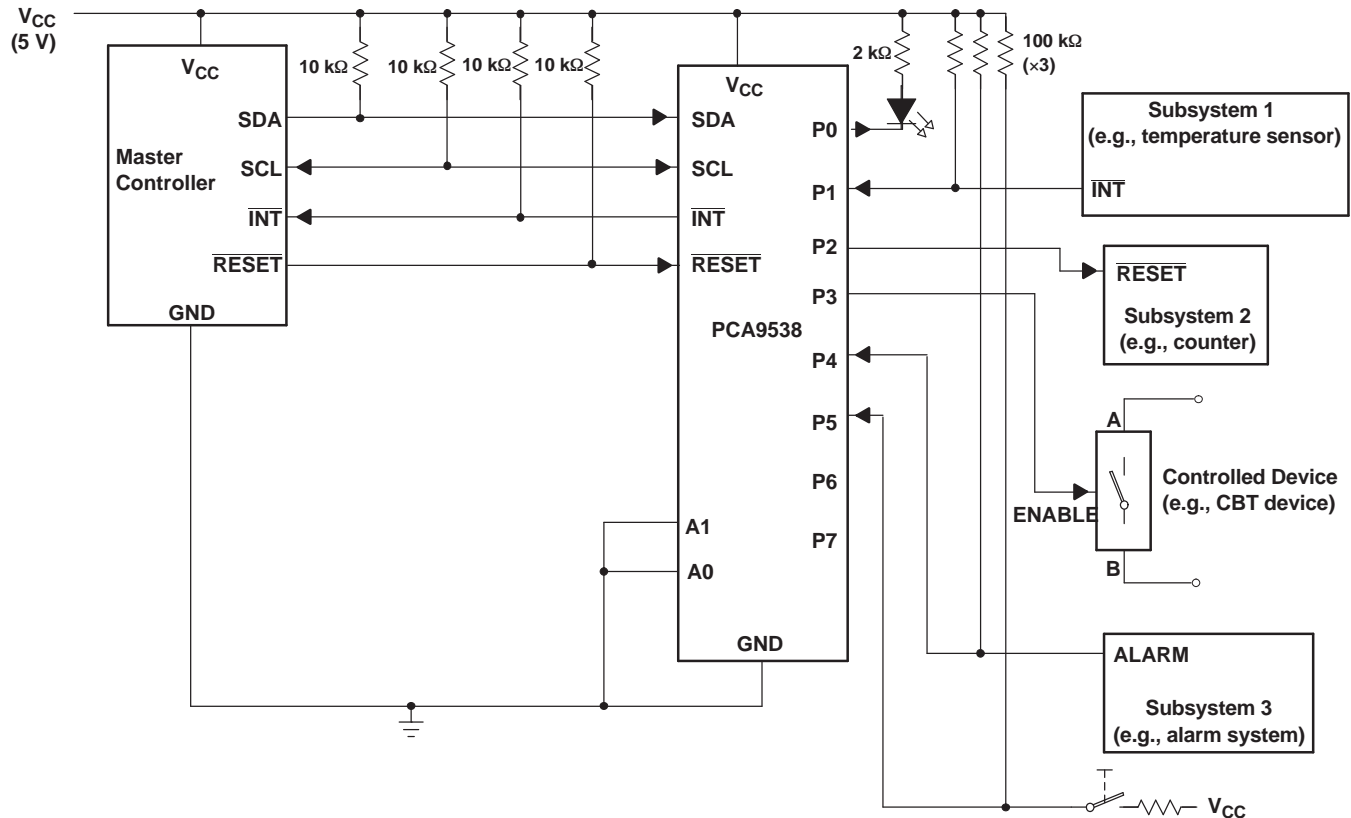 VCC
(5 V)
VCC
10 kΩ
10 kΩ
10 kΩ
10 kΩ
2 kΩ
100 kΩ
(×3)
Master
Controller
SDA
SCL
INT
RESET
GND
VCC
SDA
SCL
INT
RESET
PCA9538
A1
A0
GND
P0
P1
P2
P3
P4
P5
P6
P7
Subsystem 1
(e.g., temperature sensor)
INT
RESET
Subsystem 2
(e.g., counter)
A
ENABLE
B
Controlled Device
(e.g., CBT device)
ALARM
Subsystem 3
(e.g., alarm system)
VCC